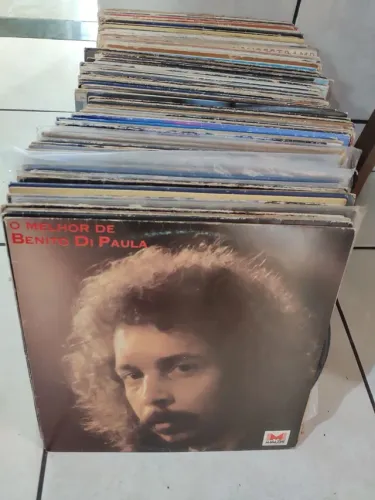 O MELHOR DE
BENITO DI PAULA